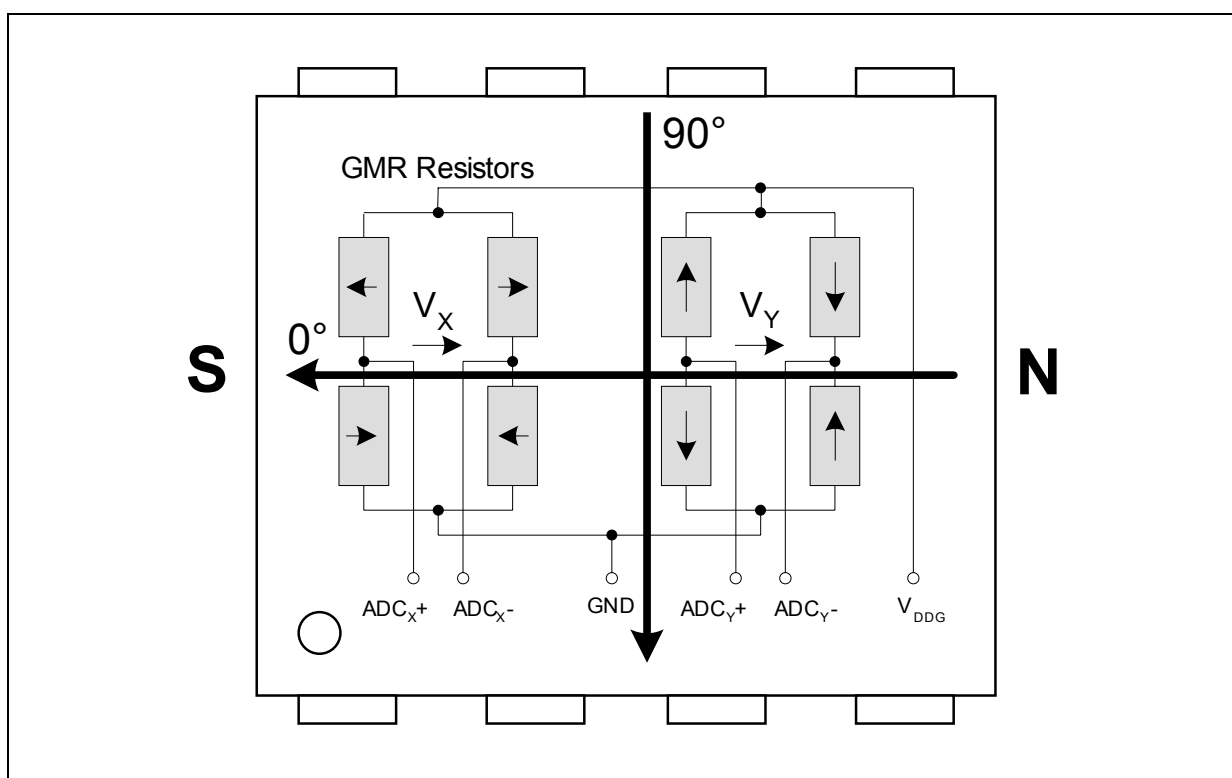 90°
GMR Resistors
V_X
V_Y
0°
S
N
ADC_X+ ADC_X- GND ADC_Y+ ADC_Y- V_DDG